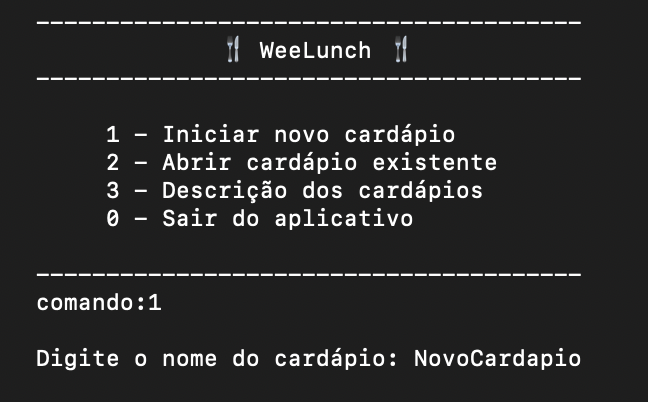 ---------------------------------------
🍴 WeeLunch 🍴
---------------------------------------
1 - Iniciar novo cardápio
2 - Abrir cardápio existente
3 - Descrição dos cardápios
0 - Sair do aplicativo
---------------------------------------
comando:1
Digite o nome do cardápio: NovoCardapio